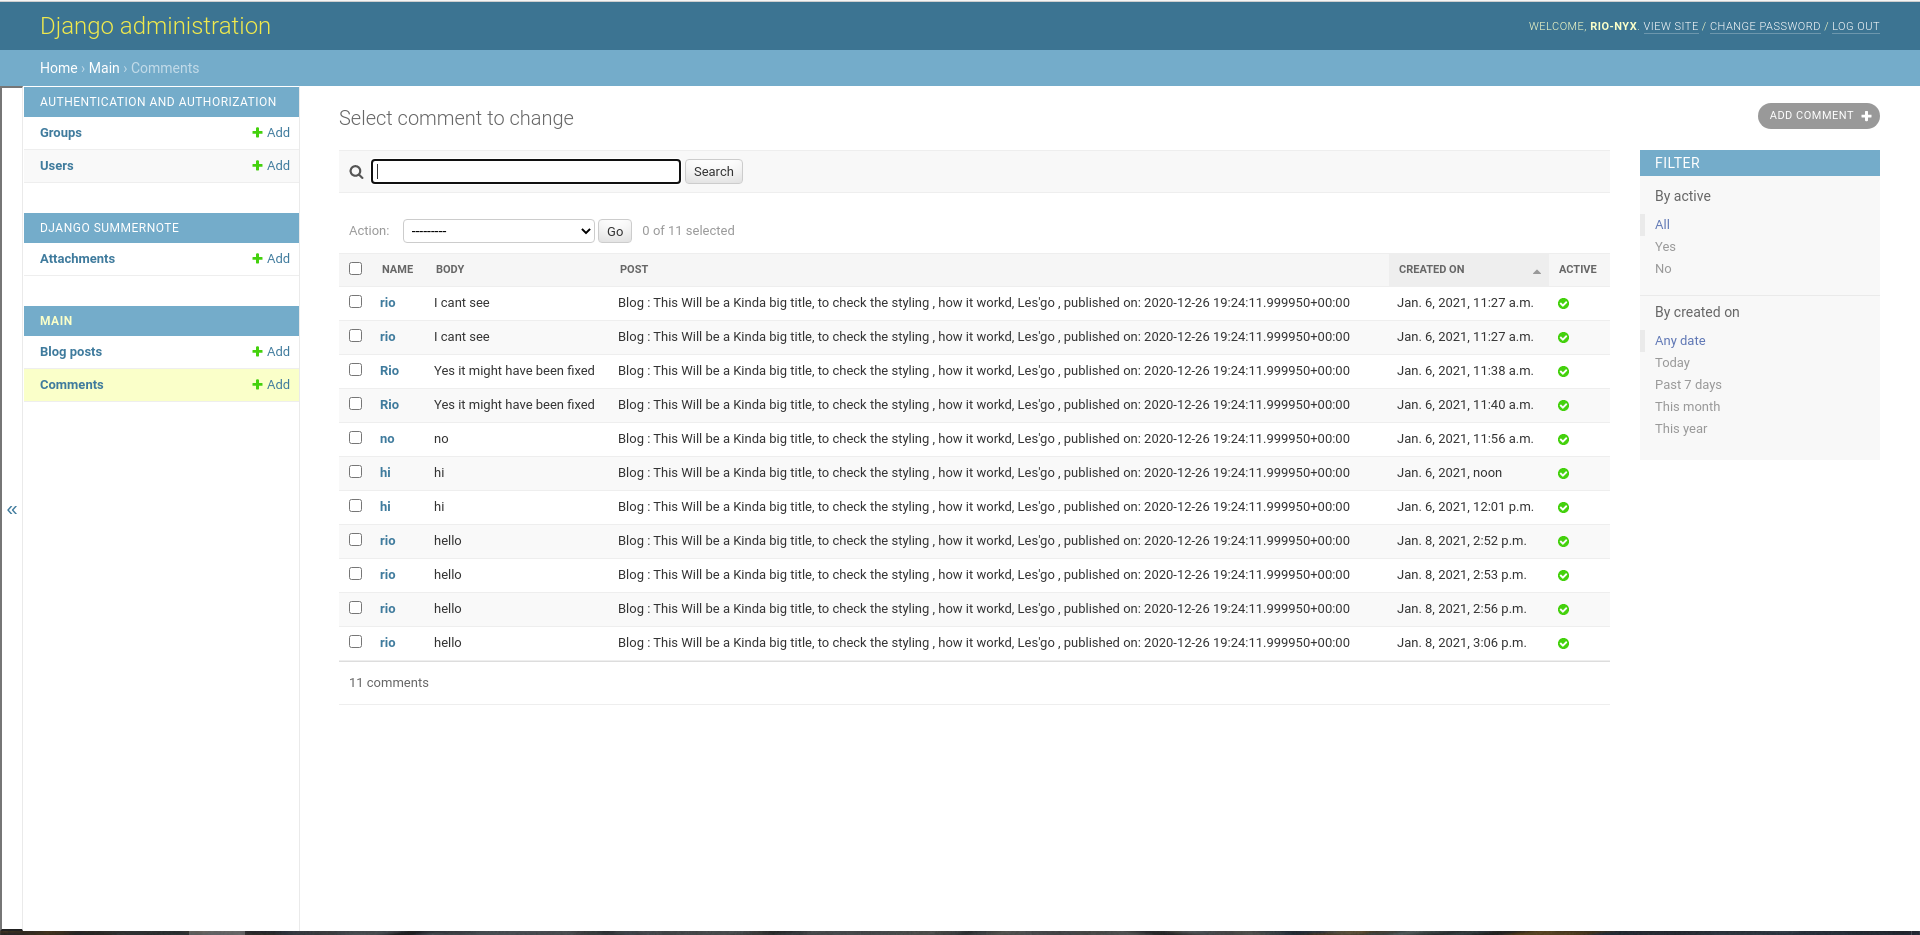 Django administration
WELCOME, RIO-NYX. VIEW SITE / CHANGE PASSWORD / LOG OUT
Home › Main › Comments
AUTHENTICATION AND AUTHORIZATION
Groups Add
Users Add
DJANGO SUMMERNOTE
Attachments Add
MAIN
Blog posts Add
Comments Add
«
Select comment to change
ADD COMMENT
Search
Action: --------- Go 0 of 11 selected
NAME BODY POST CREATED ON ACTIVE
rio I cant see Blog : This Will be a Kinda big title, to check the styling , how it workd, Les'go , published on: 2020-12-26 19:24:11.999950+00:00 Jan. 6, 2021, 11:27 a.m.
rio I cant see Blog : This Will be a Kinda big title, to check the styling , how it workd, Les'go , published on: 2020-12-26 19:24:11.999950+00:00 Jan. 6, 2021, 11:27 a.m.
Rio Yes it might have been fixed Blog : This Will be a Kinda big title, to check the styling , how it workd, Les'go , published on: 2020-12-26 19:24:11.999950+00:00 Jan. 6, 2021, 11:38 a.m.
Rio Yes it might have been fixed Blog : This Will be a Kinda big title, to check the styling , how it workd, Les'go , published on: 2020-12-26 19:24:11.999950+00:00 Jan. 6, 2021, 11:40 a.m.
no no Blog : This Will be a Kinda big title, to check the styling , how it workd, Les'go , published on: 2020-12-26 19:24:11.999950+00:00 Jan. 6, 2021, 11:56 a.m.
hi hi Blog : This Will be a Kinda big title, to check the styling , how it workd, Les'go , published on: 2020-12-26 19:24:11.999950+00:00 Jan. 6, 2021, noon
hi hi Blog : This Will be a Kinda big title, to check the styling , how it workd, Les'go , published on: 2020-12-26 19:24:11.999950+00:00 Jan. 6, 2021, 12:01 p.m.
rio hello Blog : This Will be a Kinda big title, to check the styling , how it workd, Les'go , published on: 2020-12-26 19:24:11.999950+00:00 Jan. 8, 2021, 2:52 p.m.
rio hello Blog : This Will be a Kinda big title, to check the styling , how it workd, Les'go , published on: 2020-12-26 19:24:11.999950+00:00 Jan. 8, 2021, 2:53 p.m.
rio hello Blog : This Will be a Kinda big title, to check the styling , how it workd, Les'go , published on: 2020-12-26 19:24:11.999950+00:00 Jan. 8, 2021, 2:56 p.m.
rio hello Blog : This Will be a Kinda big title, to check the styling , how it workd, Les'go , published on: 2020-12-26 19:24:11.999950+00:00 Jan. 8, 2021, 3:06 p.m.
11 comments
FILTER
By active
All
Yes
No
By created on
Any date
Today
Past 7 days
This month
This year